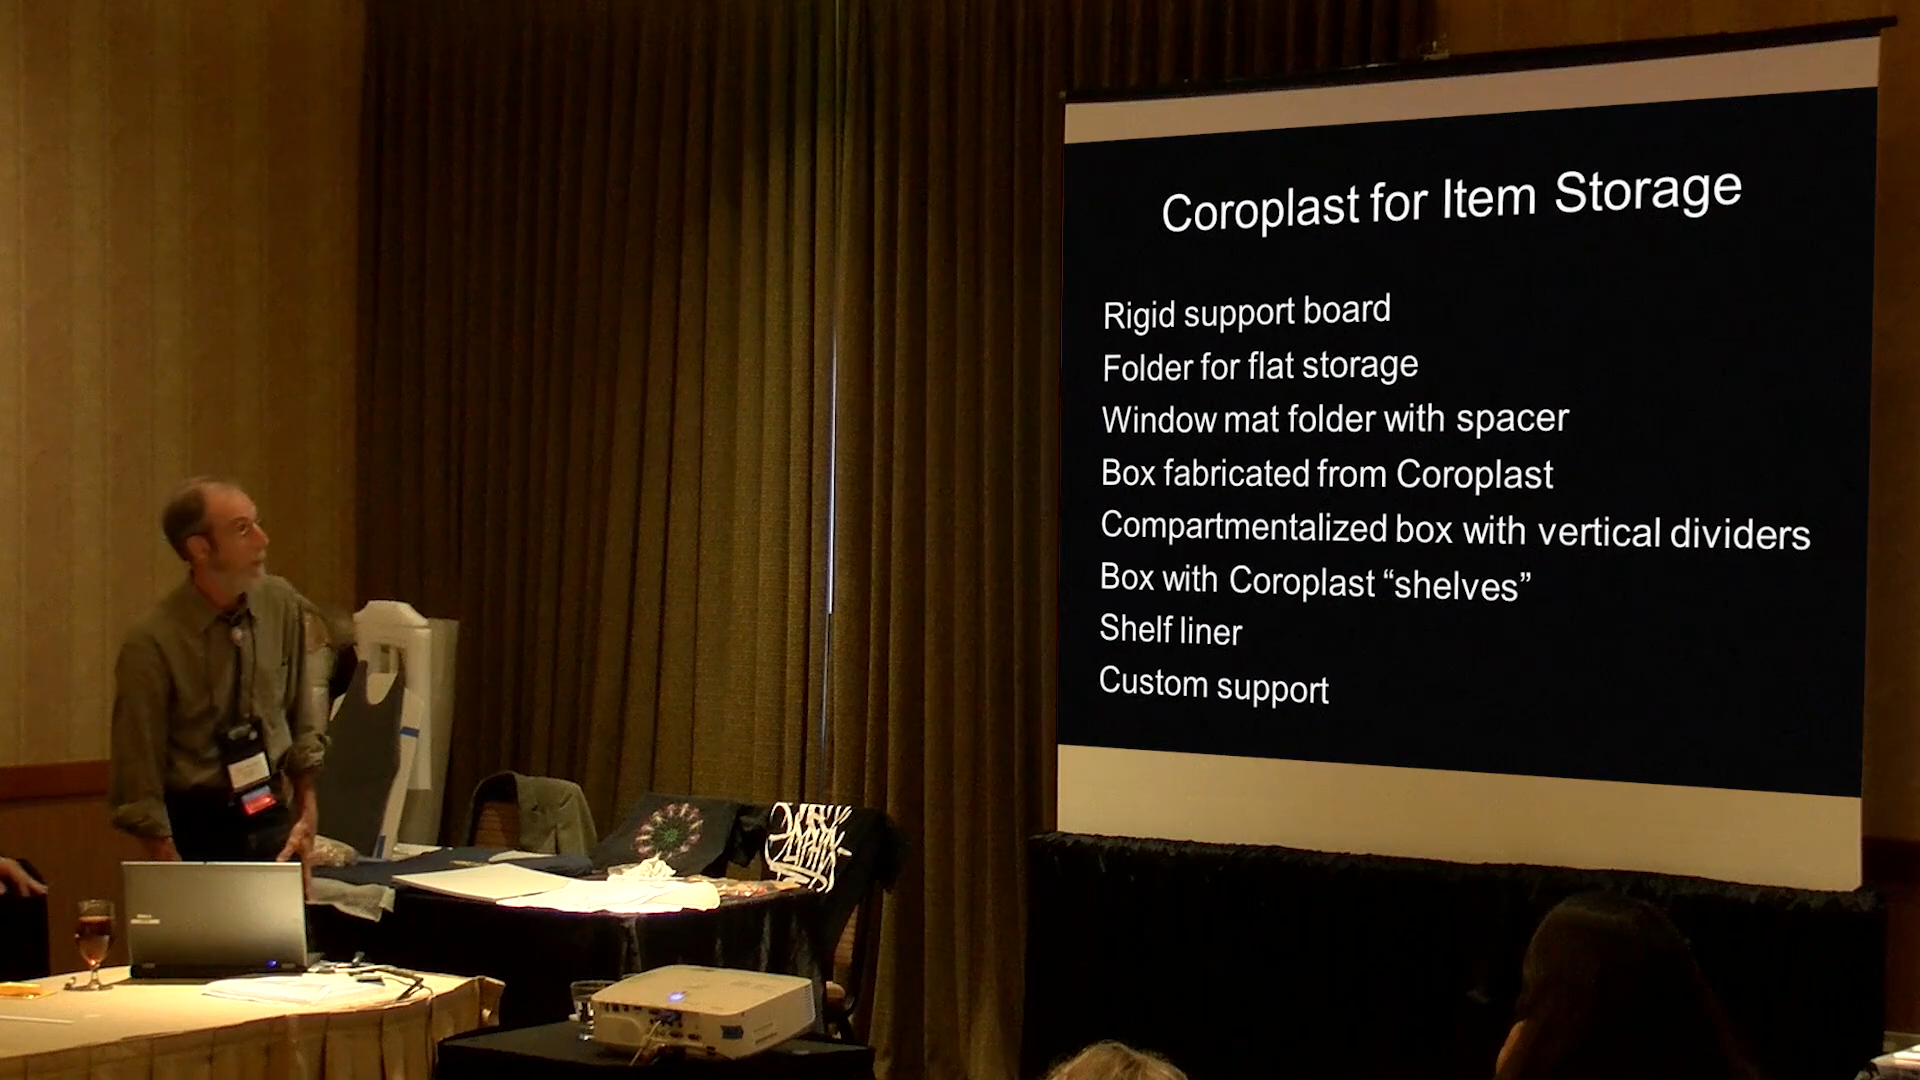 Coroplast for Item Storage
Rigid support board
Folder for flat storage
Window mat folder with spacer
Box fabricated from Coroplast
Compartmentalized box with vertical dividers
Box with Coroplast “shelves”
Shelf liner
Custom support